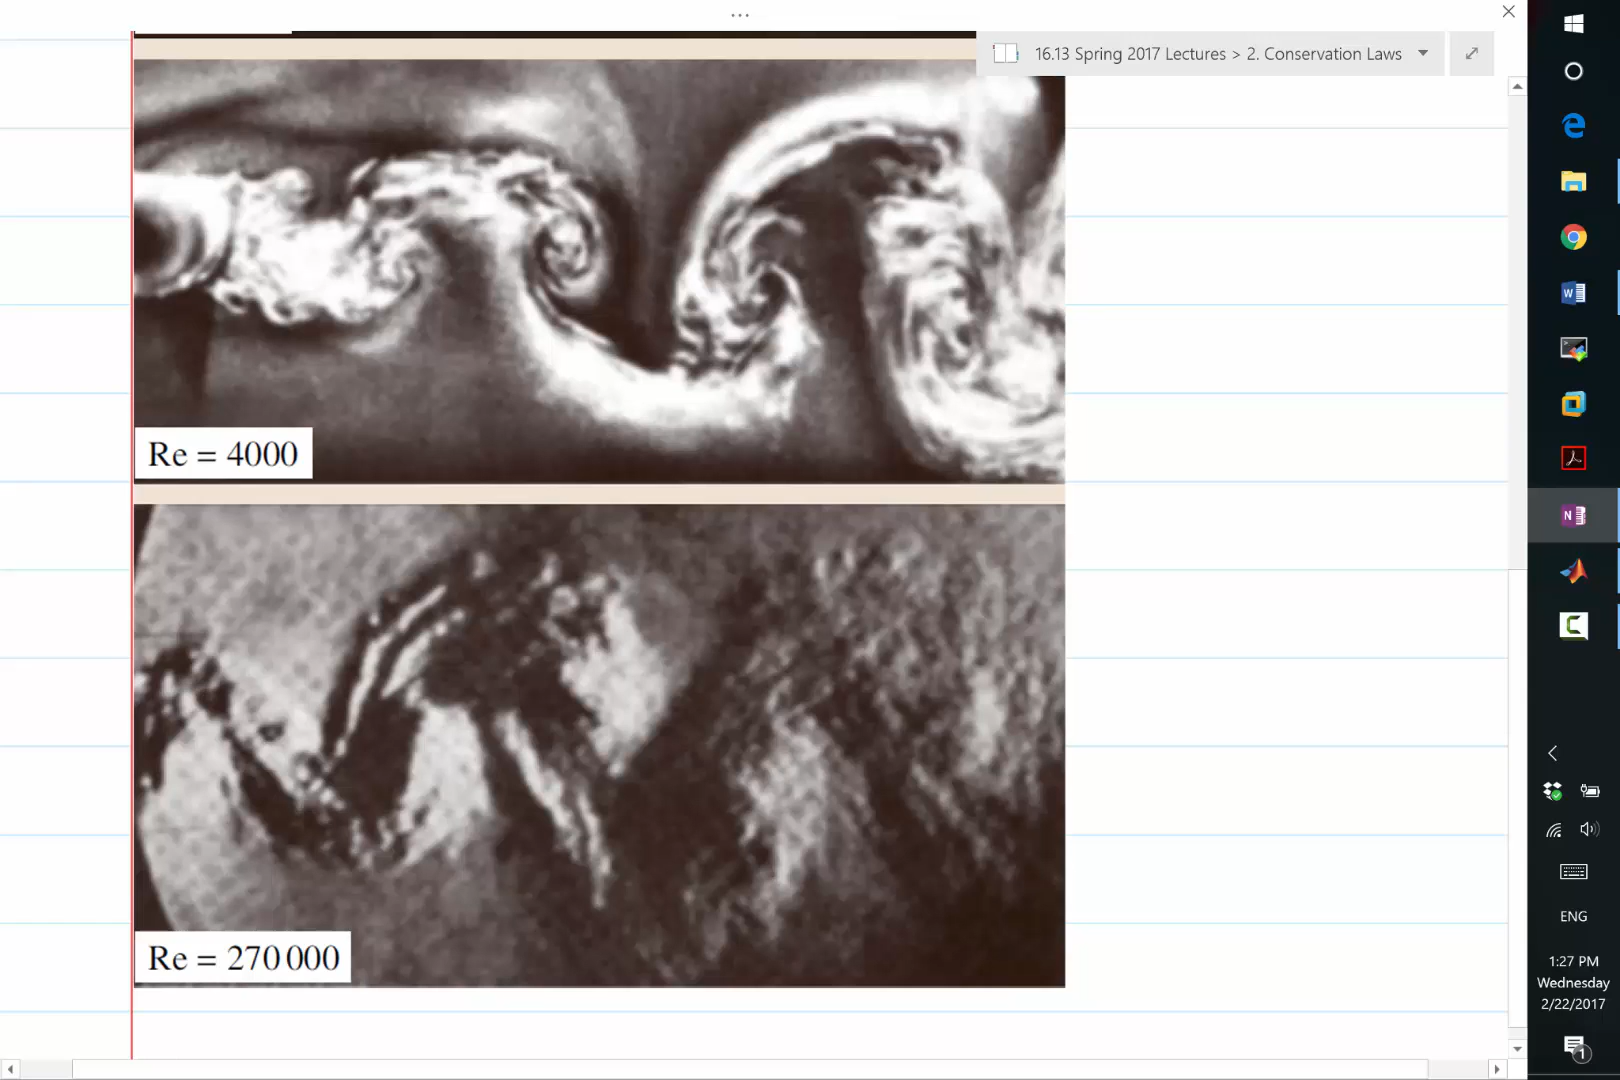 16.13 Spring 2017 Lectures > 2. Conservation Laws
Re = 4000
Re = 270 000
ENG
1:27 PM
Wednesday
2/22/2017
1